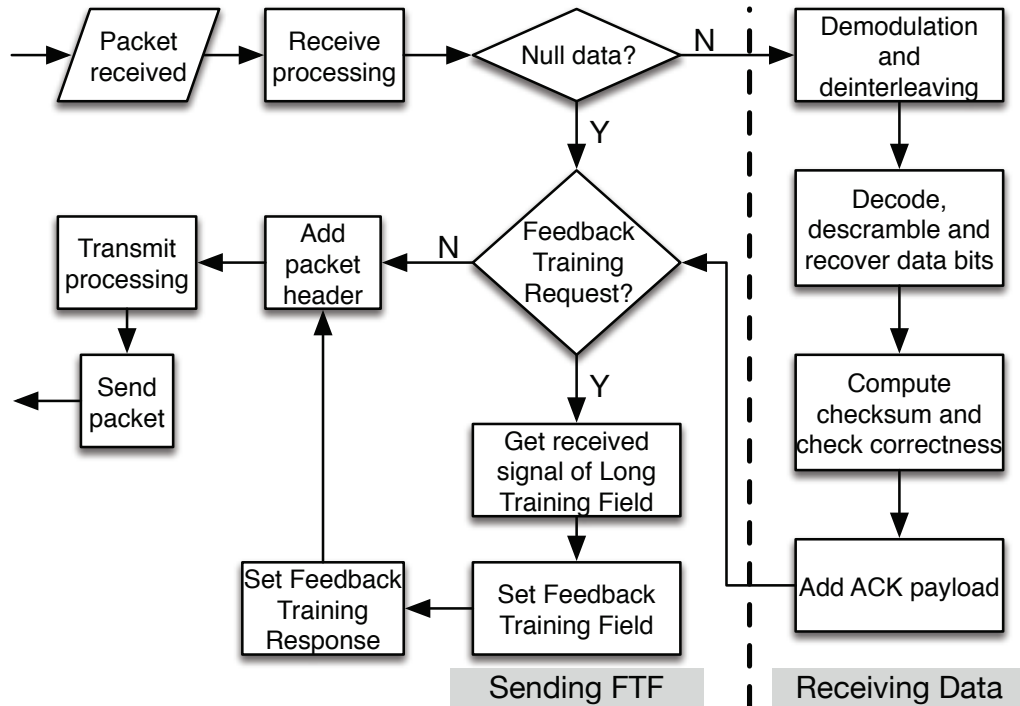 Packet
received
Receive
processing
Null data?
N
Demodulation
and
deinterleaving
Y
Decode,
descramble and
recover data bits
Feedback
Training
Request?
N
Add
packet
header
Transmit
processing
Send
packet
Y
Compute
checksum and
check correctness
Get received
signal of Long
Training Field
Add ACK payload
Set Feedback
Training Field
Set Feedback
Training
Response
Sending FTF
Receiving Data